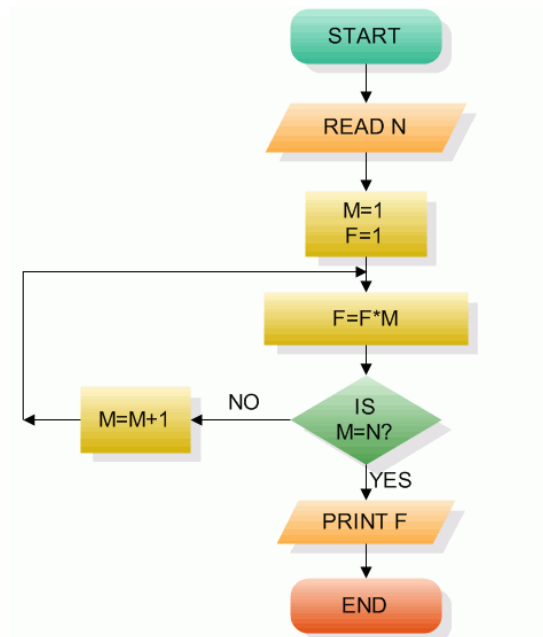 START
READ N
M=1
F=1
F=F*M
IS
M=N?
NO
M=M+1
YES
PRINT F
END